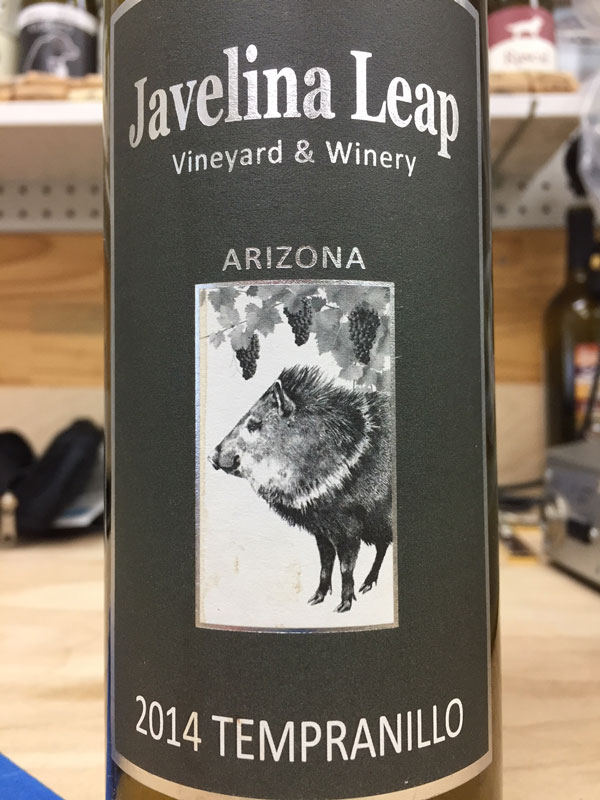 Javelina Leap
Vineyard & Winery
ARIZONA
2014 TEMPRANILLO